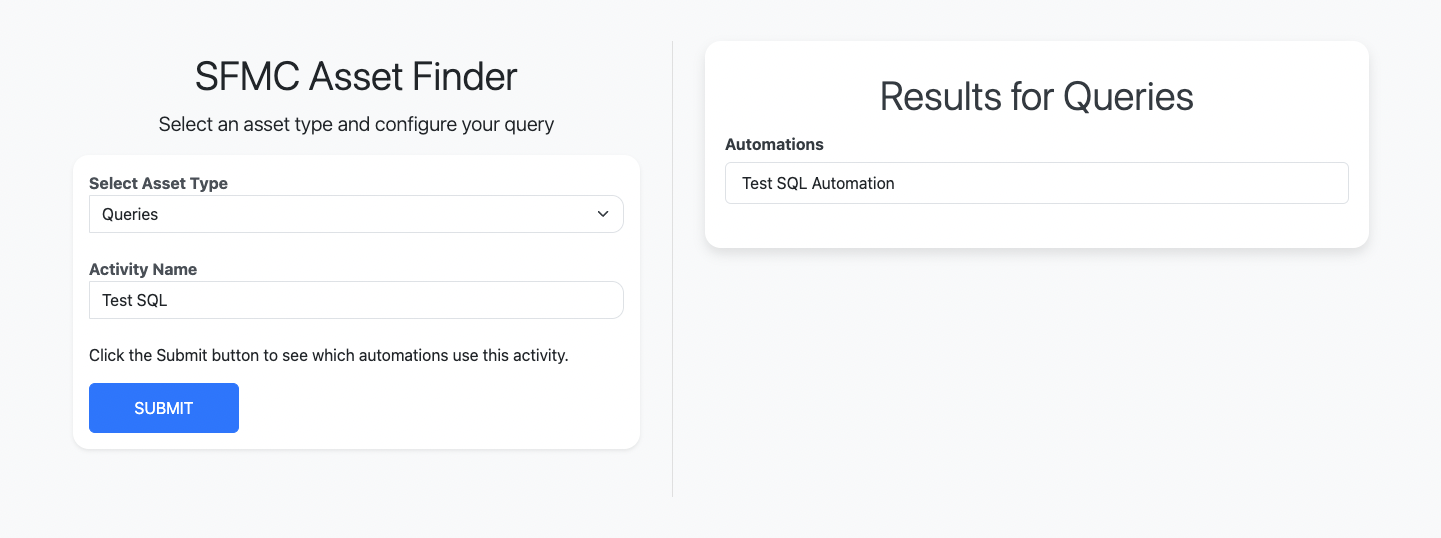 SFMC Asset Finder
Select an asset type and configure your query
Select Asset Type
Queries
Activity Name
Test SQL
Click the Submit button to see which automations use this activity.
SUBMIT
Results for Queries
Automations
Test SQL Automation